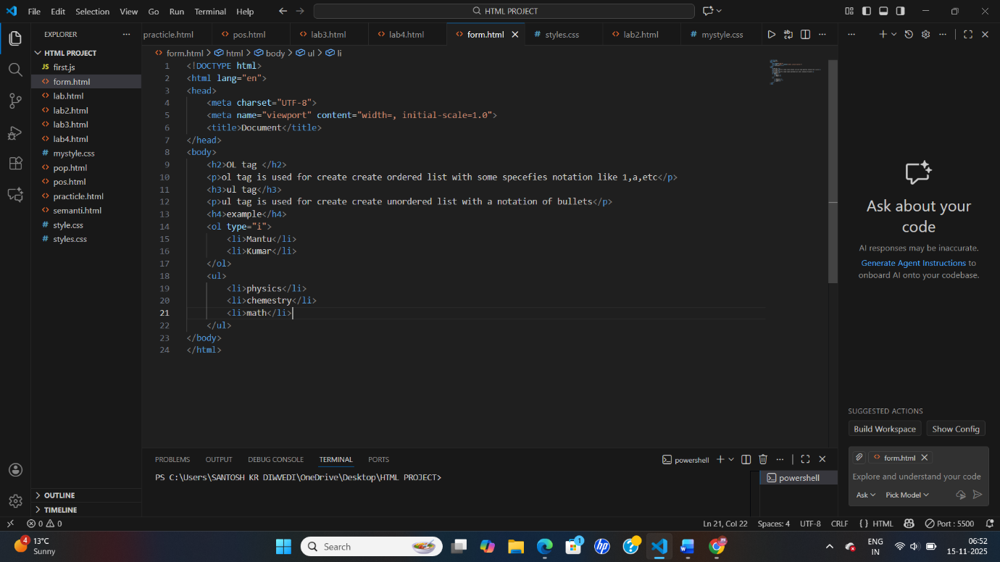 File Edit Selection View Go Run Terminal Help
HTML PROJECT
EXPLORER
HTML PROJECT
JS first.js
form.html
lab.html
lab2.html
lab3.html
lab4.html
# mystyle.css
pop.html
pos.html
practicle.html
semanti.html
# style.css
# styles.css
OUTLINE
TIMELINE
practicle.html pos.html lab3.html lab4.html form.html # styles.css lab2.html # mystyle.css
form.html > html > body > ul > li
1 <!DOCTYPE html>
2 <html lang="en">
3 <head>
4 <meta charset="UTF-8">
5 <meta name="viewport" content="width=, initial-scale=1.0">
6 <title>Document</title>
7 </head>
8 <body>
9 <h2>OL tag </h2>
10 <p>ol tag is used for create create ordered list with some specefies notation like 1,a,etc</p>
11 <h3>ul tag</h3>
12 <p>ul tag is used for create create unordered list with a notation of bullets</p>
13 <h4>example</h4>
14 <ol type="i">
15 <li>Mantu</li>
16 <li>Kumar</li>
17 </ol>
18 <ul>
19 <li>physics</li>
20 <li>chemestry</li>
21 <li>math</li>
22 </ul>
23 </body>
24 </html>
PROBLEMS OUTPUT DEBUG CONSOLE TERMINAL PORTS
powershell
PS C:\Users\SANTOSH KR DIWVEDI\OneDrive\Desktop\HTML PROJECT>
powershell
Ask about your
code
AI responses may be inaccurate.
Generate Agent Instructions to
onboard AI onto your codebase.
SUGGESTED ACTIONS
Build Workspace Show Config
form.html
Explore and understand your code
Ask Pick Model
0 0
Ln 21, Col 22 Spaces: 4 UTF-8 CRLF {} HTML Port : 5500
4
13°C
Sunny
Search
1
hp
ENG
IN
06:52
15-11-2025